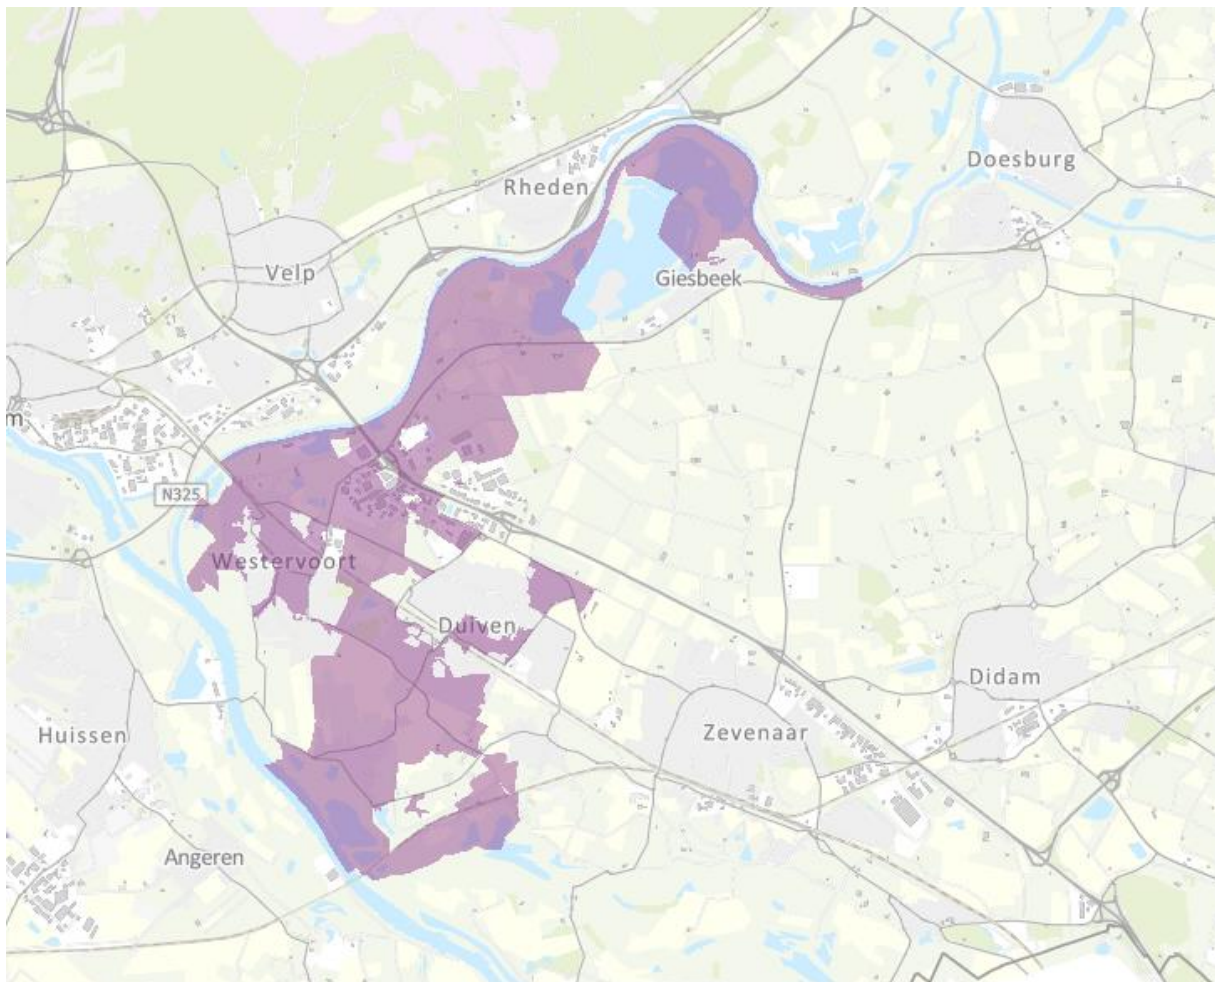 Doesburg
Rheden
Velp
Giesbeek
m
N325
Westervoort
Duiven
Didam
Huissen
Zevenaar
Angeren